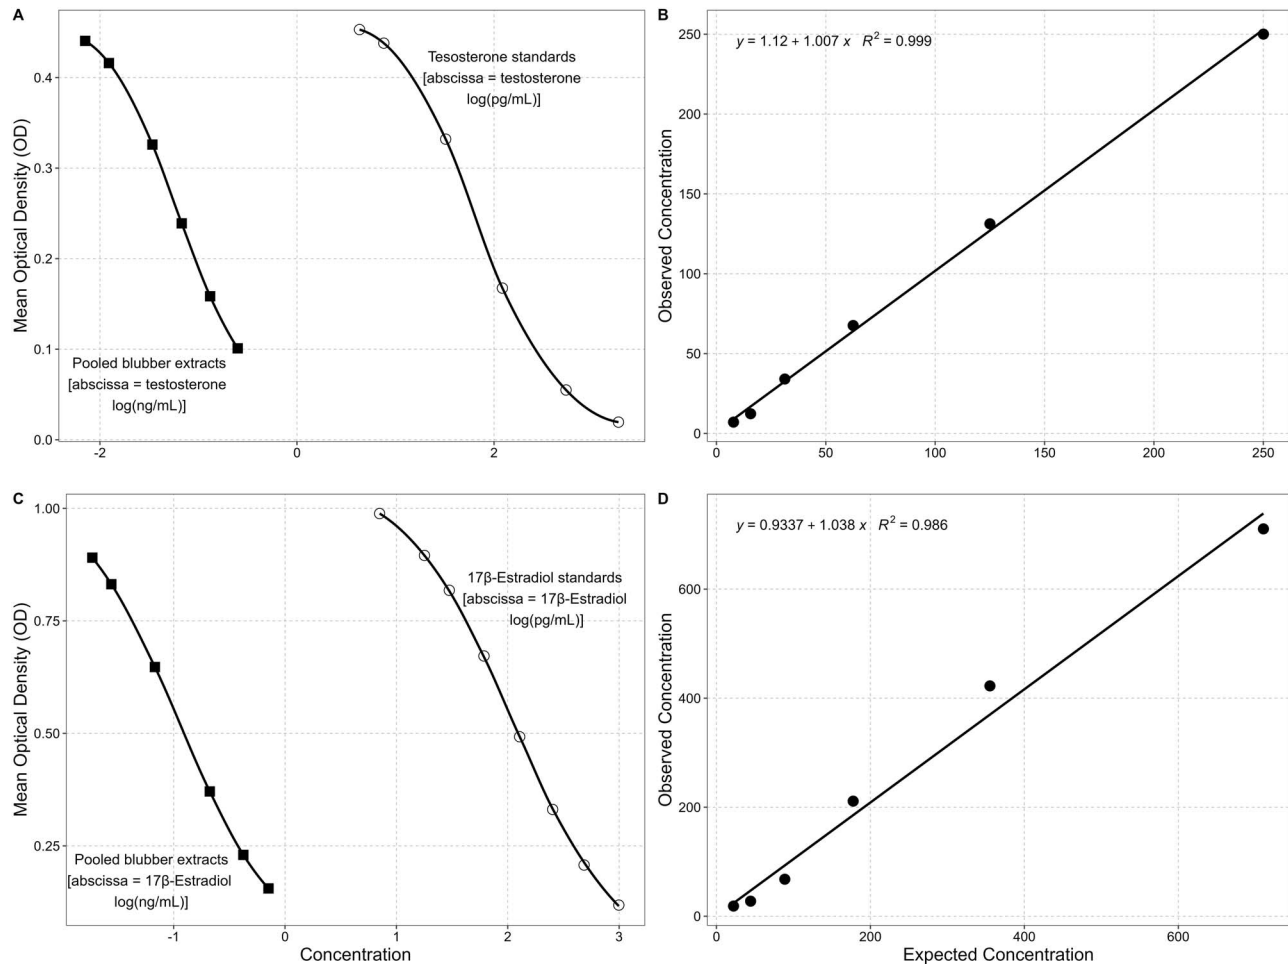 A
Mean Optical Density (OD)
0.4
0.3
0.2
0.1
0.0
Tesosterone standards
[abscissa = testosterone
log(pg/mL)]
Pooled blubber extracts
[abscissa = testosterone
log(ng/mL)]
-2
0
2
B
y = 1.12 + 1.007 x R² = 0.999
Observed Concentration
250
200
150
100
50
0
0
50
100
150
200
250
C
Mean Optical Density (OD)
1.00
0.75
0.50
0.25
17β-Estradiol standards
[abscissa = 17β-Estradiol
log(pg/mL)]
Pooled blubber extracts
[abscissa = 17β-Estradiol
log(ng/mL)]
-1
0
1
2
3
Concentration
D
y = 0.9337 + 1.038 x R² = 0.986
Observed Concentration
600
400
200
0
0
200
400
600
Expected Concentration